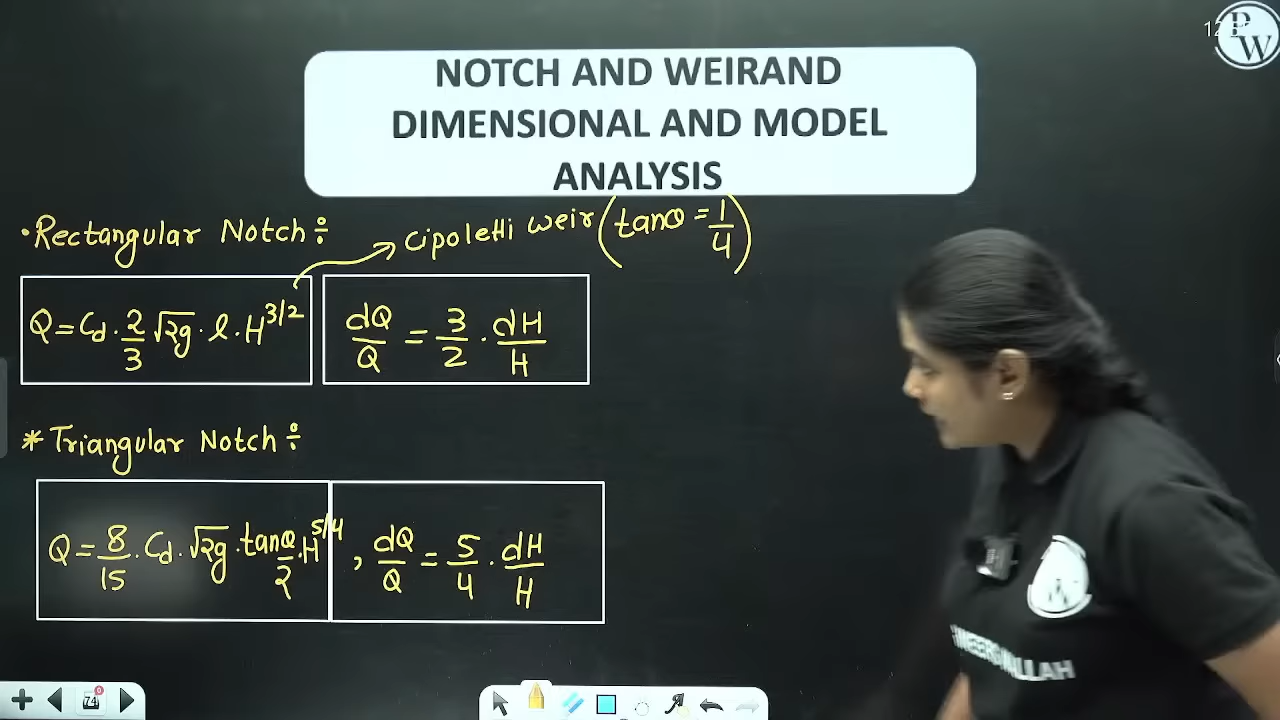 PW
NOTCH AND WEIRAND
DIMENSIONAL AND MODEL
ANALYSIS
• Rectangular Notch ÷
Cipoletti weir (tanθ = 1/4)
Q = Cd · 2/3 √2g · l · H^3/2
dQ/Q = 3/2 · dH/H
* Triangular Notch ÷
Q = 8/15 · Cd · √2g · tanθ/2 · H^5/4 , dQ/Q = 5/4 · dH/H
74